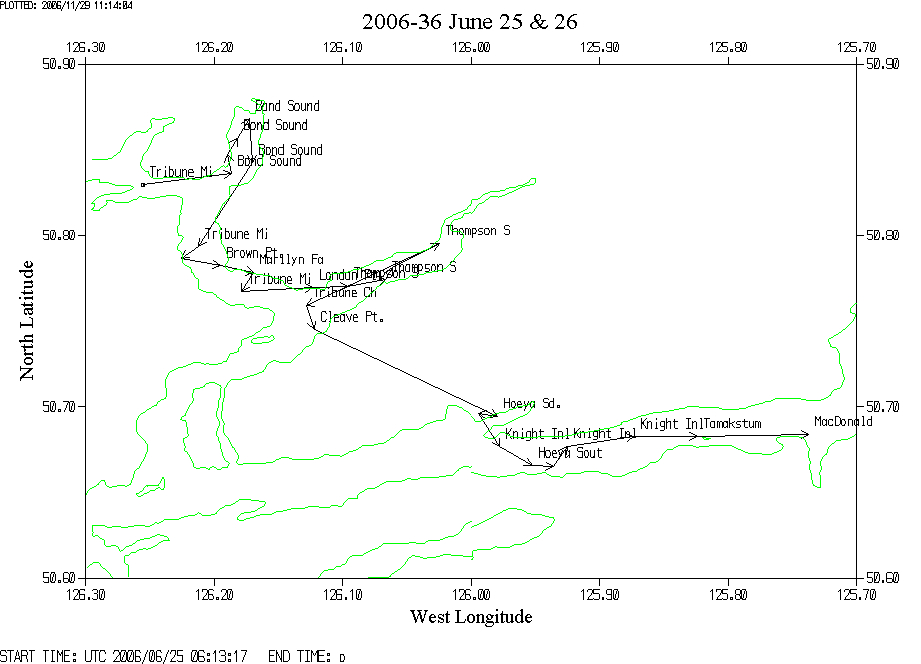 PLOTTED: 2006/11/29 11:14:04
2006-36 June 25 & 26
126.30 126.20 126.10 126.00 125.90 125.80 125.70
50.90 50.90
Bond Sound
Bond Sound
Bond Sound
Bond Sound
Tribune Mi
50.80 50.80
Thompson S
Tribune Mi
Brown Pt.
Marilyn Fa
Thompson S
Tribune Mi London Pt. Thompson S
Tribune Ch
Cleave Pt.
North Latitude
50.70 50.70
Hoeya Sd.
MacDonald
Knight Inl Tamakstum
Knight Inl Knight Inl
Hoeya Sout
50.60 50.60
126.30 126.20 126.10 126.00 125.90 125.80 125.70
West Longitude
START TIME: UTC 2006/06/25 06:13:17 END TIME: 0